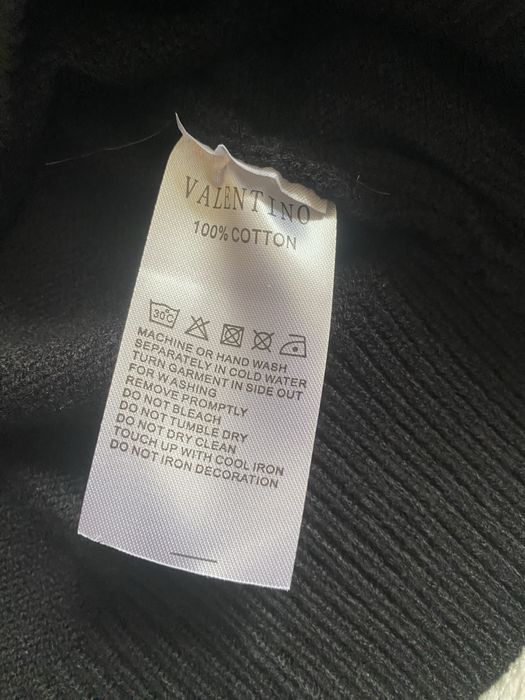 VALENTINO
100% COTTON
30°C
MACHINE OR HAND WASH
SEPARATELY IN COLD WATER
TURN GARMENT IN SIDE OUT
FOR WASHING
REMOVE PROMPTLY
DO NOT BLEACH
DO NOT TUMBLE DRY
DO NOT DRY CLEAN
TOUCH UP WITH COOL IRON
DO NOT IRON DECORATION